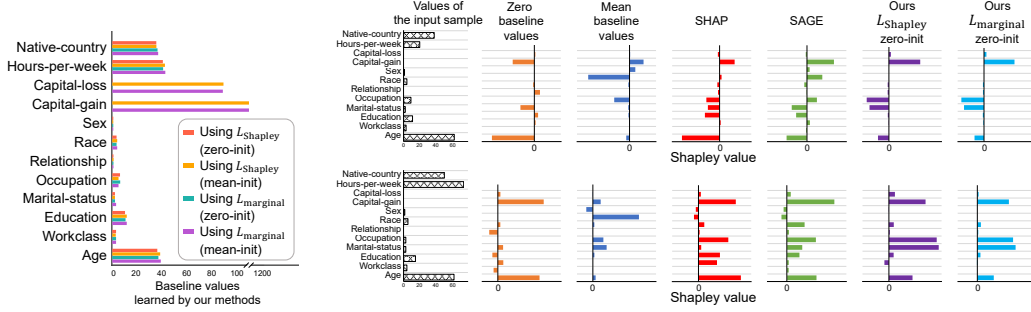 Native-country
Hours-per-week
Capital-loss
Capital-gain
Sex
Race
Relationship
Occupation
Marital-status
Education
Workclass
Age
0 20 40 60 80 100 1200
Baseline values
learned by our methods
Using L_Shapley
(zero-init)
Using L_Shapley
(mean-init)
Using L_marginal
(zero-init)
Using L_marginal
(mean-init)
Values of
the input sample
Zero
baseline
values
Mean
baseline values
SHAP
SAGE
Ours
L_Shapley
zero-init
Ours
L_marginal
zero-init
Native-country
Hours-per-week
Capital-loss
Capital-gain
Sex
Race
Relationship
Occupation
Marital-status
Education
Workclass
Age
0 20 40 60
0
0
0
0
0
0
Shapley value
Native-country
Hours-per-week
Capital-loss
Capital-gain
Sex
Race
Relationship
Occupation
Marital-status
Education
Workclass
Age
0 20 40 60
0
0
0
0
0
0
Shapley value